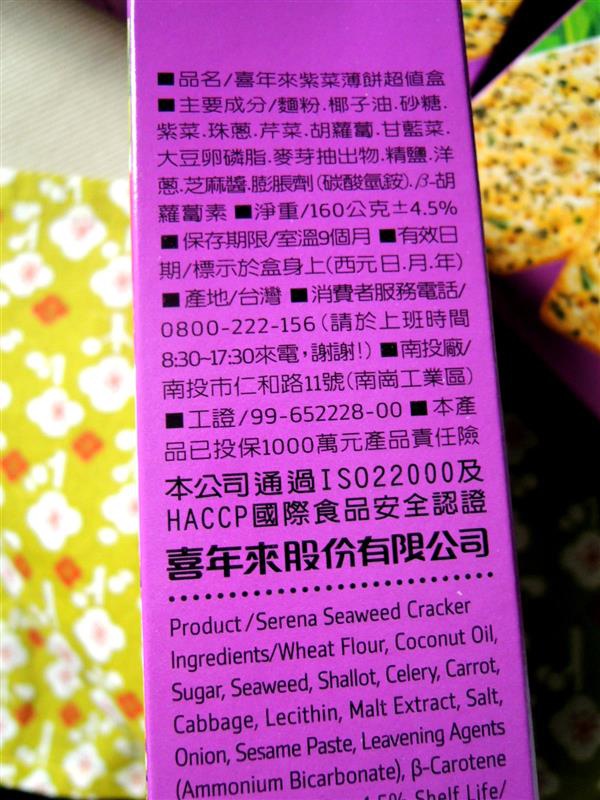 ■品名/喜年來紫菜薄餅超值盒
■主要成分/麵粉.椰子油.砂糖.
紫菜.珠蔥.芹菜.胡蘿蔔.甘藍菜.
大豆卵磷脂.麥芽抽出物.精鹽.洋
蔥.芝麻醬.膨脹劑(碳酸氫銨).β-胡
蘿蔔素 ■淨重/160公克±4.5%
■保存期限/室溫9個月 ■有效日
期/標示於盒身上(西元日.月.年)
■產地/台灣 ■消費者服務電話/
0800-222-156(請於上班時間
8:30~17:30來電,謝謝!) ■南投廠/
南投市仁和路11號(南崗工業區)
■工證/99-652228-00 ■本產
品已投保1000萬元產品責任險
本公司通過ISO22000及
HACCP國際食品安全認證
喜年來股份有限公司
Product/Serena Seaweed Cracker
Ingredients/Wheat Flour, Coconut Oil,
Sugar, Seaweed, Shallot, Celery, Carrot,
Cabbage, Lecithin, Malt Extract, Salt,
Onion, Sesame Paste, Leavening Agents
(Ammonium Bicarbonate), β-Carotene
4.5% Shelf Life/